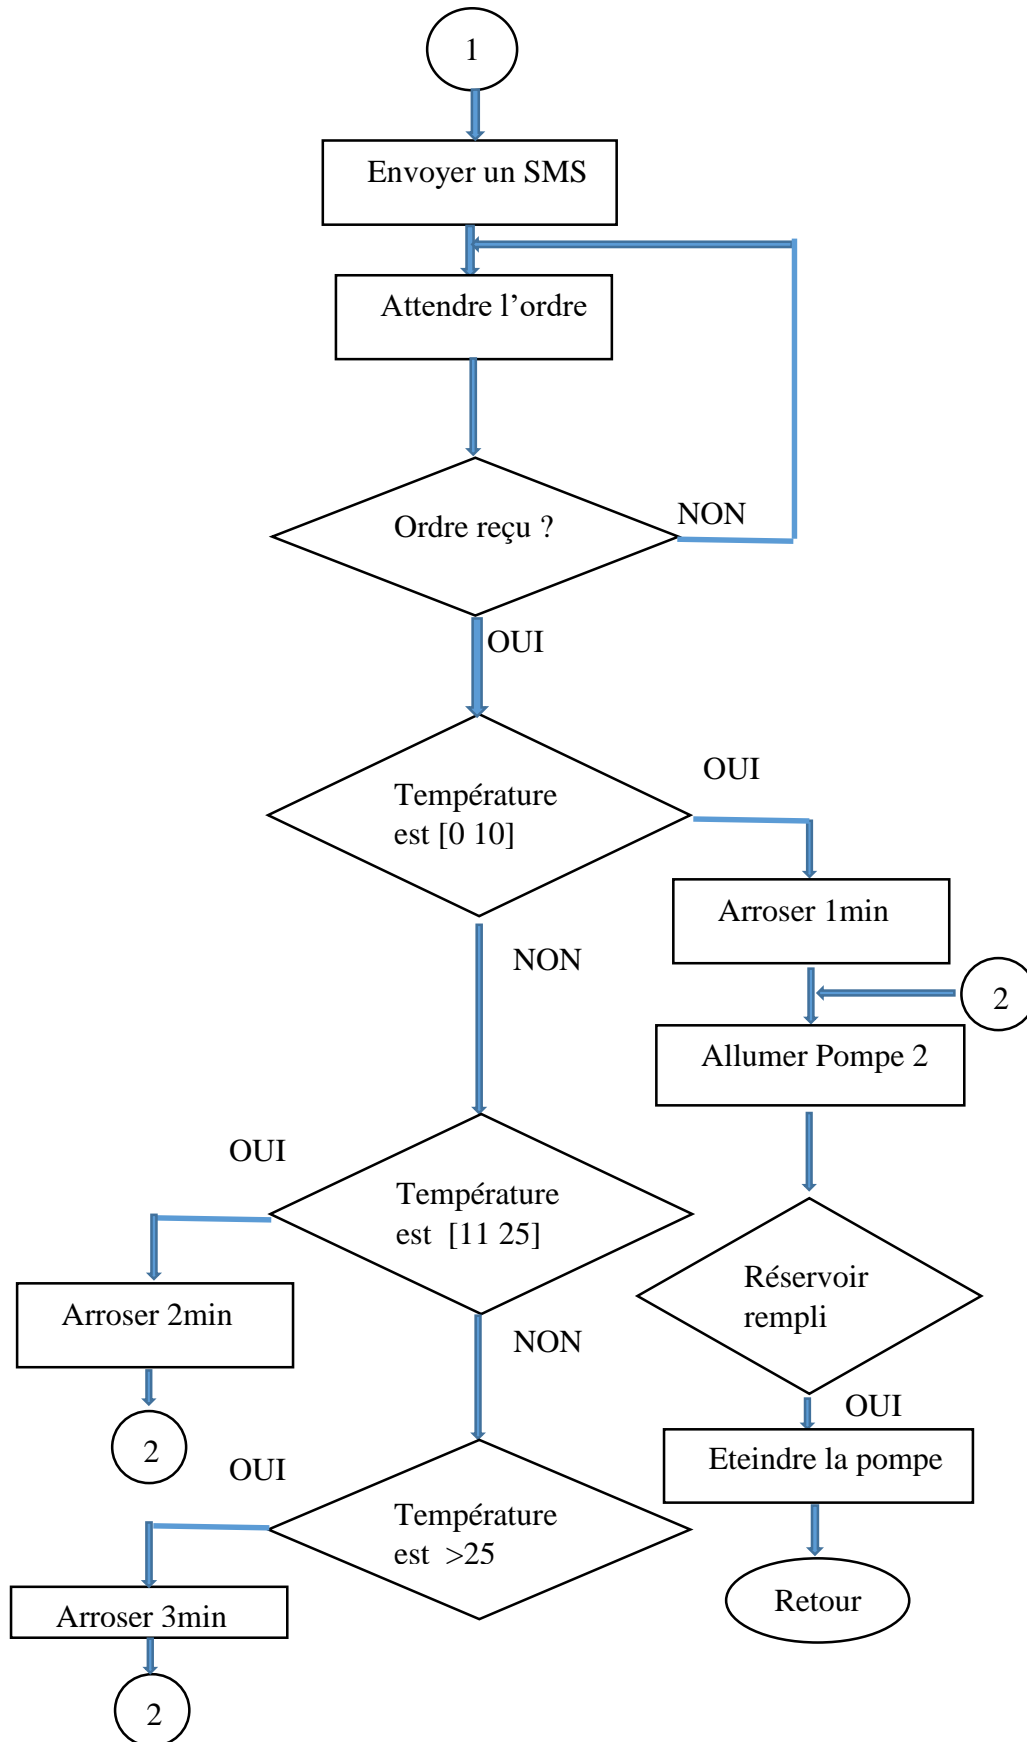 1
Envoyer un SMS
Attendre l’ordre
Ordre reçu ?
NON
OUI
Température
est [0 10]
OUI
Arroser 1min
NON
2
Allumer Pompe 2
OUI
Température
est  [11 25]
Arroser 2min
NON
2
Réservoir
rempli
OUI
Eteindre la pompe
Retour
OUI
Température
est  >25
Arroser 3min
2